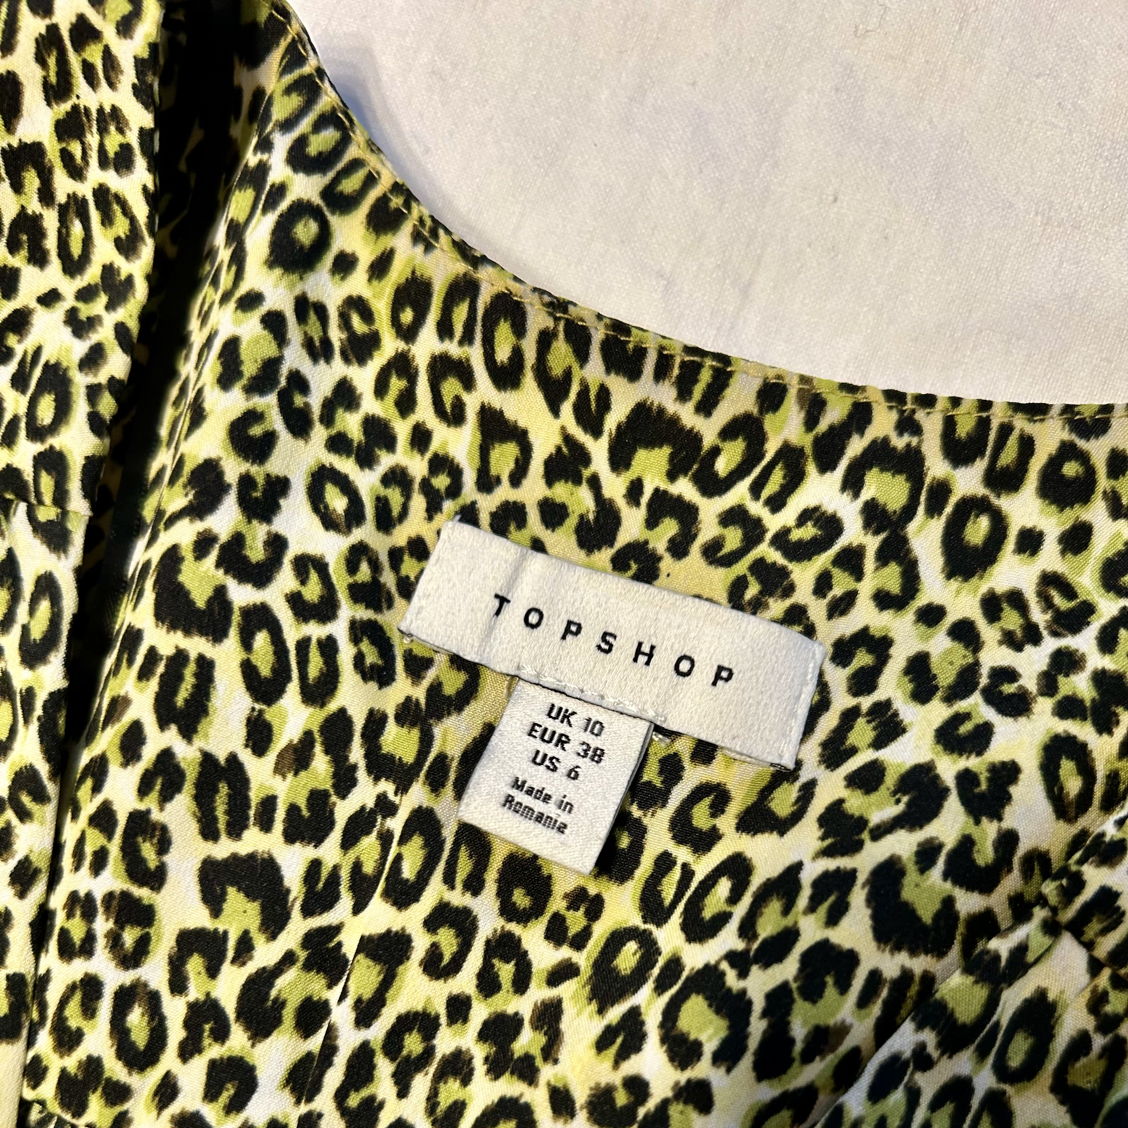 TOPSHOP
UK 10
EUR 38
US 6
Made in
Romania